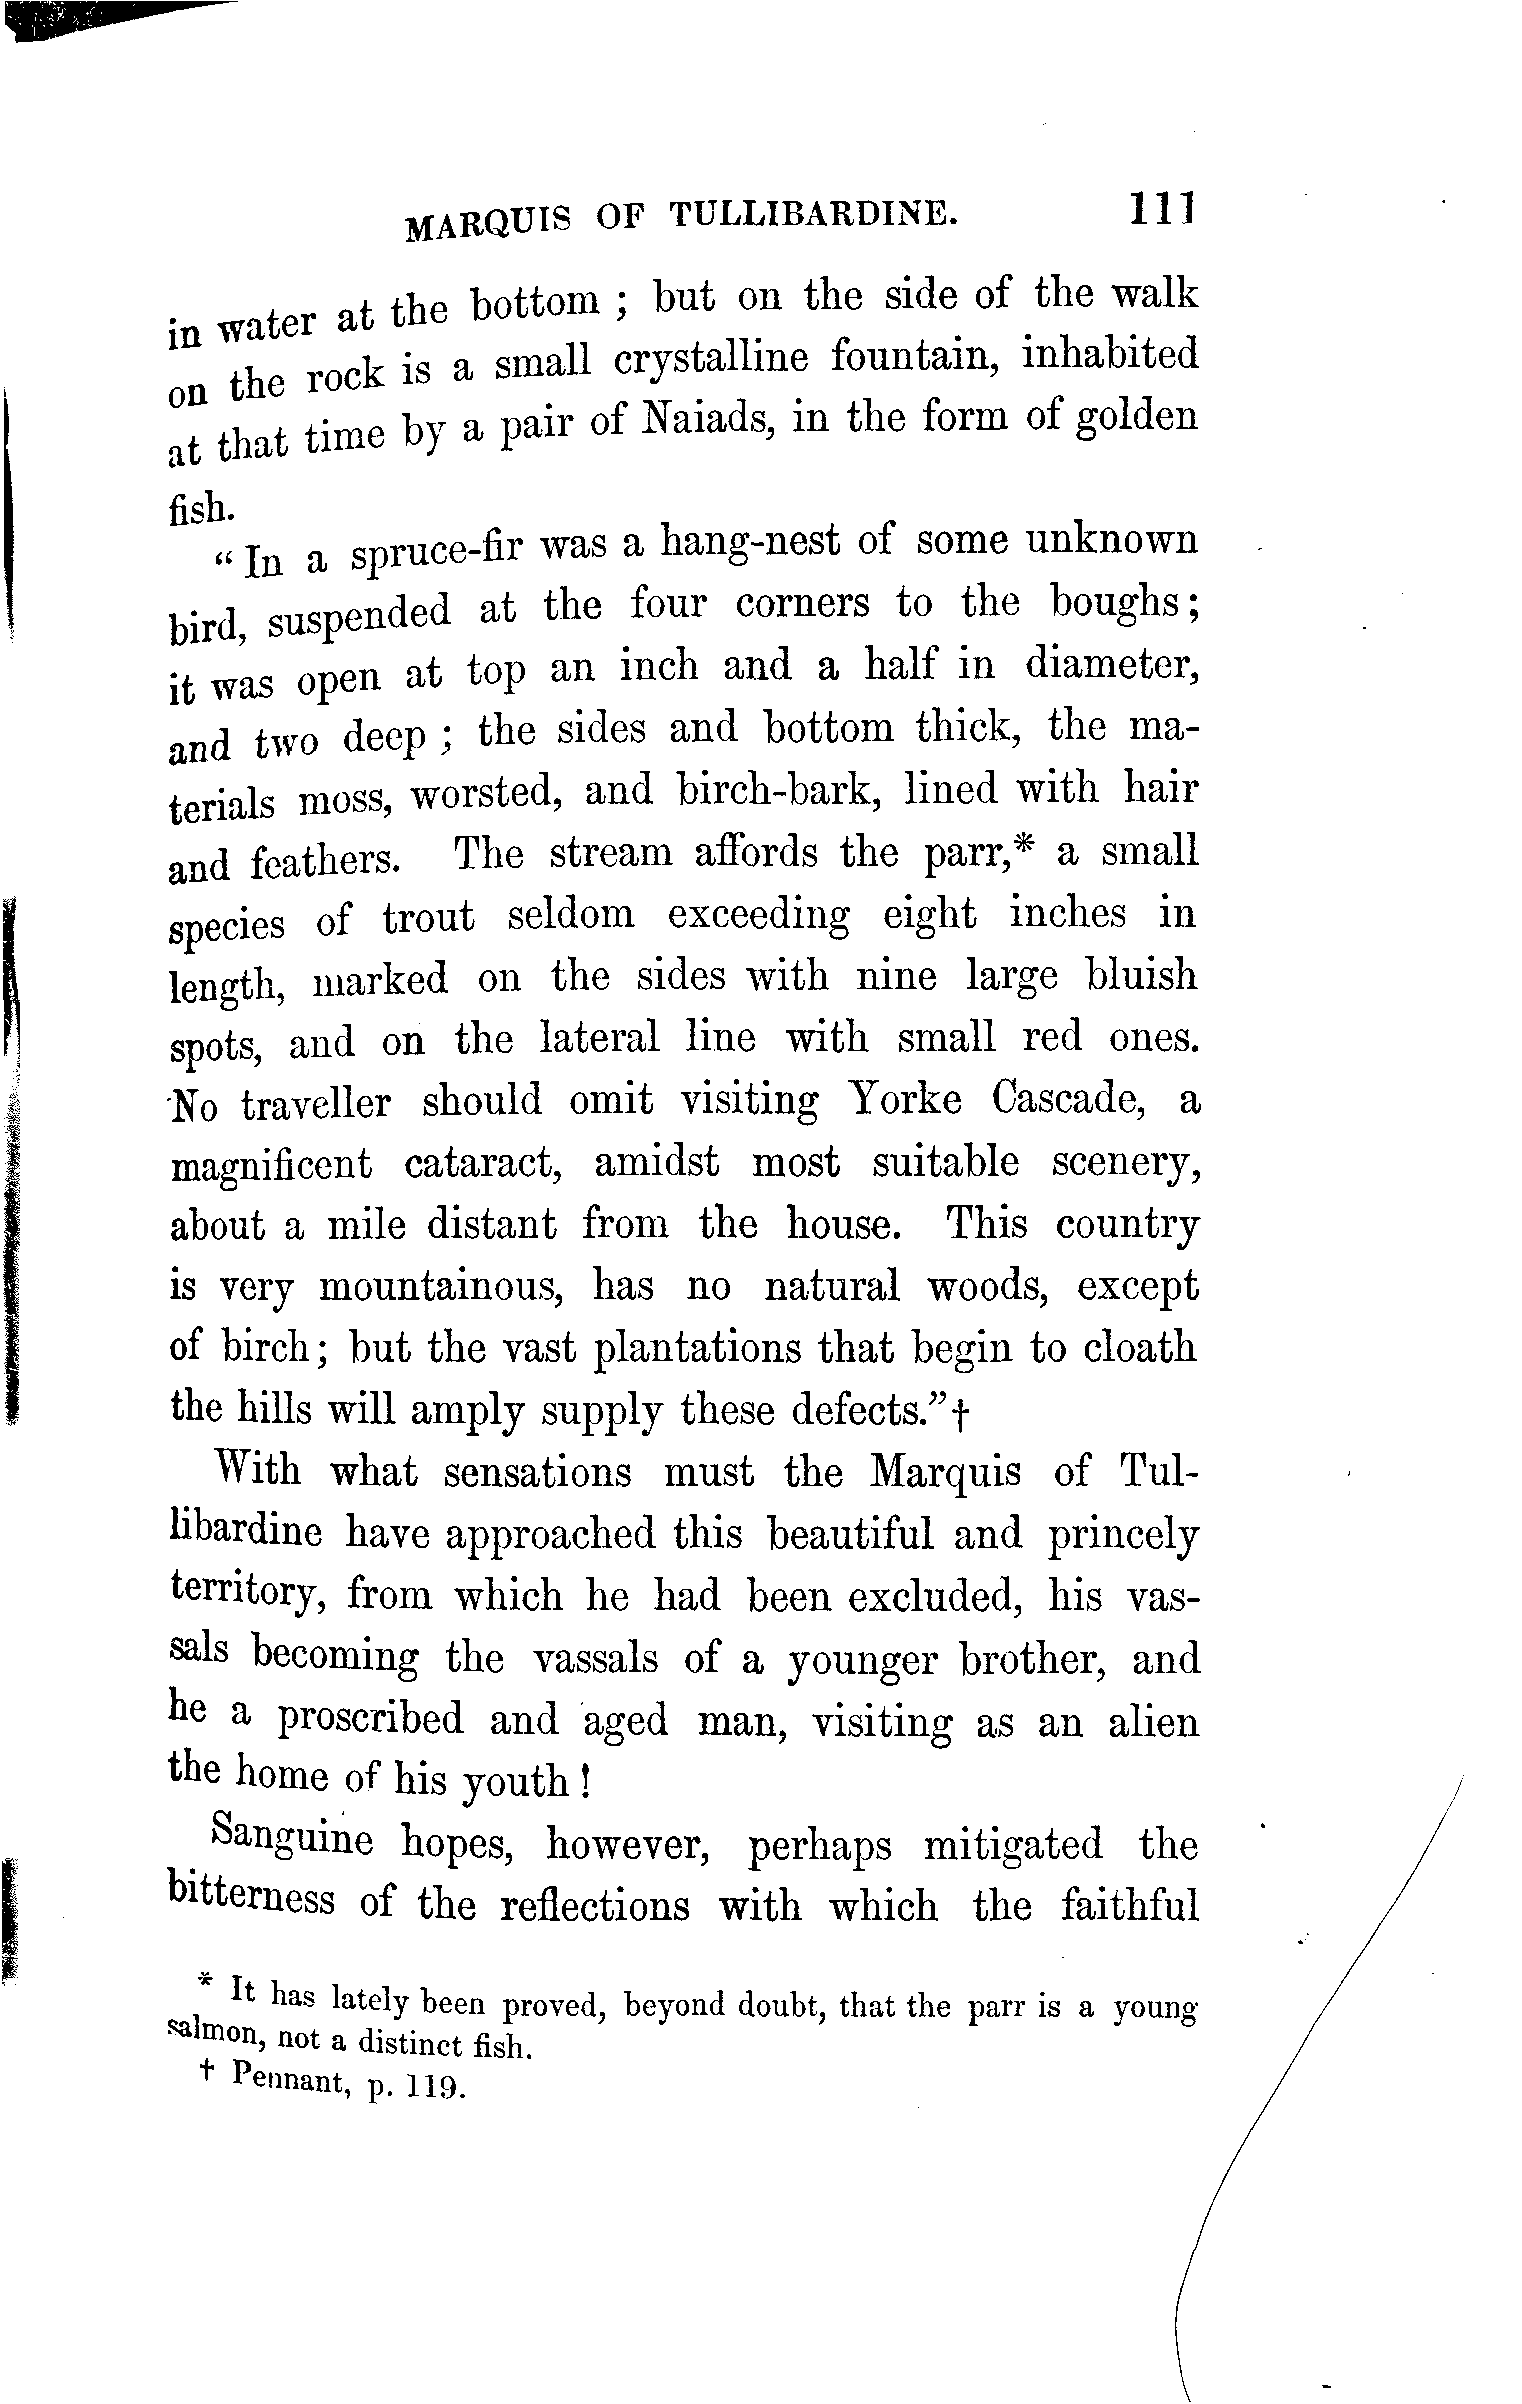 MARQUIS OF TULLIBARDINE. 111
in water at the bottom ; but on the side of the walk
on the rock is a small crystalline fountain, inhabited
at that time by a pair of Naiads, in the form of golden
fish.
“In a spruce-fir was a hang-nest of some unknown
bird, suspended at the four corners to the boughs;
it was open at top an inch and a half in diameter,
and two deep ; the sides and bottom thick, the ma-
terials moss, worsted, and birch-bark, lined with hair
and feathers. The stream affords the parr,* a small
species of trout seldom exceeding eight inches in
length, marked on the sides with nine large bluish
spots, and on the lateral line with small red ones.
No traveller should omit visiting Yorke Cascade, a
magnificent cataract, amidst most suitable scenery,
about a mile distant from the house. This country
is very mountainous, has no natural woods, except
of birch; but the vast plantations that begin to cloath
the hills will amply supply these defects.”†
With what sensations must the Marquis of Tul-
libardine have approached this beautiful and princely
territory, from which he had been excluded, his vas-
sals becoming the vassals of a younger brother, and
he a proscribed and aged man, visiting as an alien
the home of his youth !
Sanguine hopes, however, perhaps mitigated the
bitterness of the reflections with which the faithful
* It has lately been proved, beyond doubt, that the parr is a young
salmon, not a distinct fish.
† Pennant, p. 119.